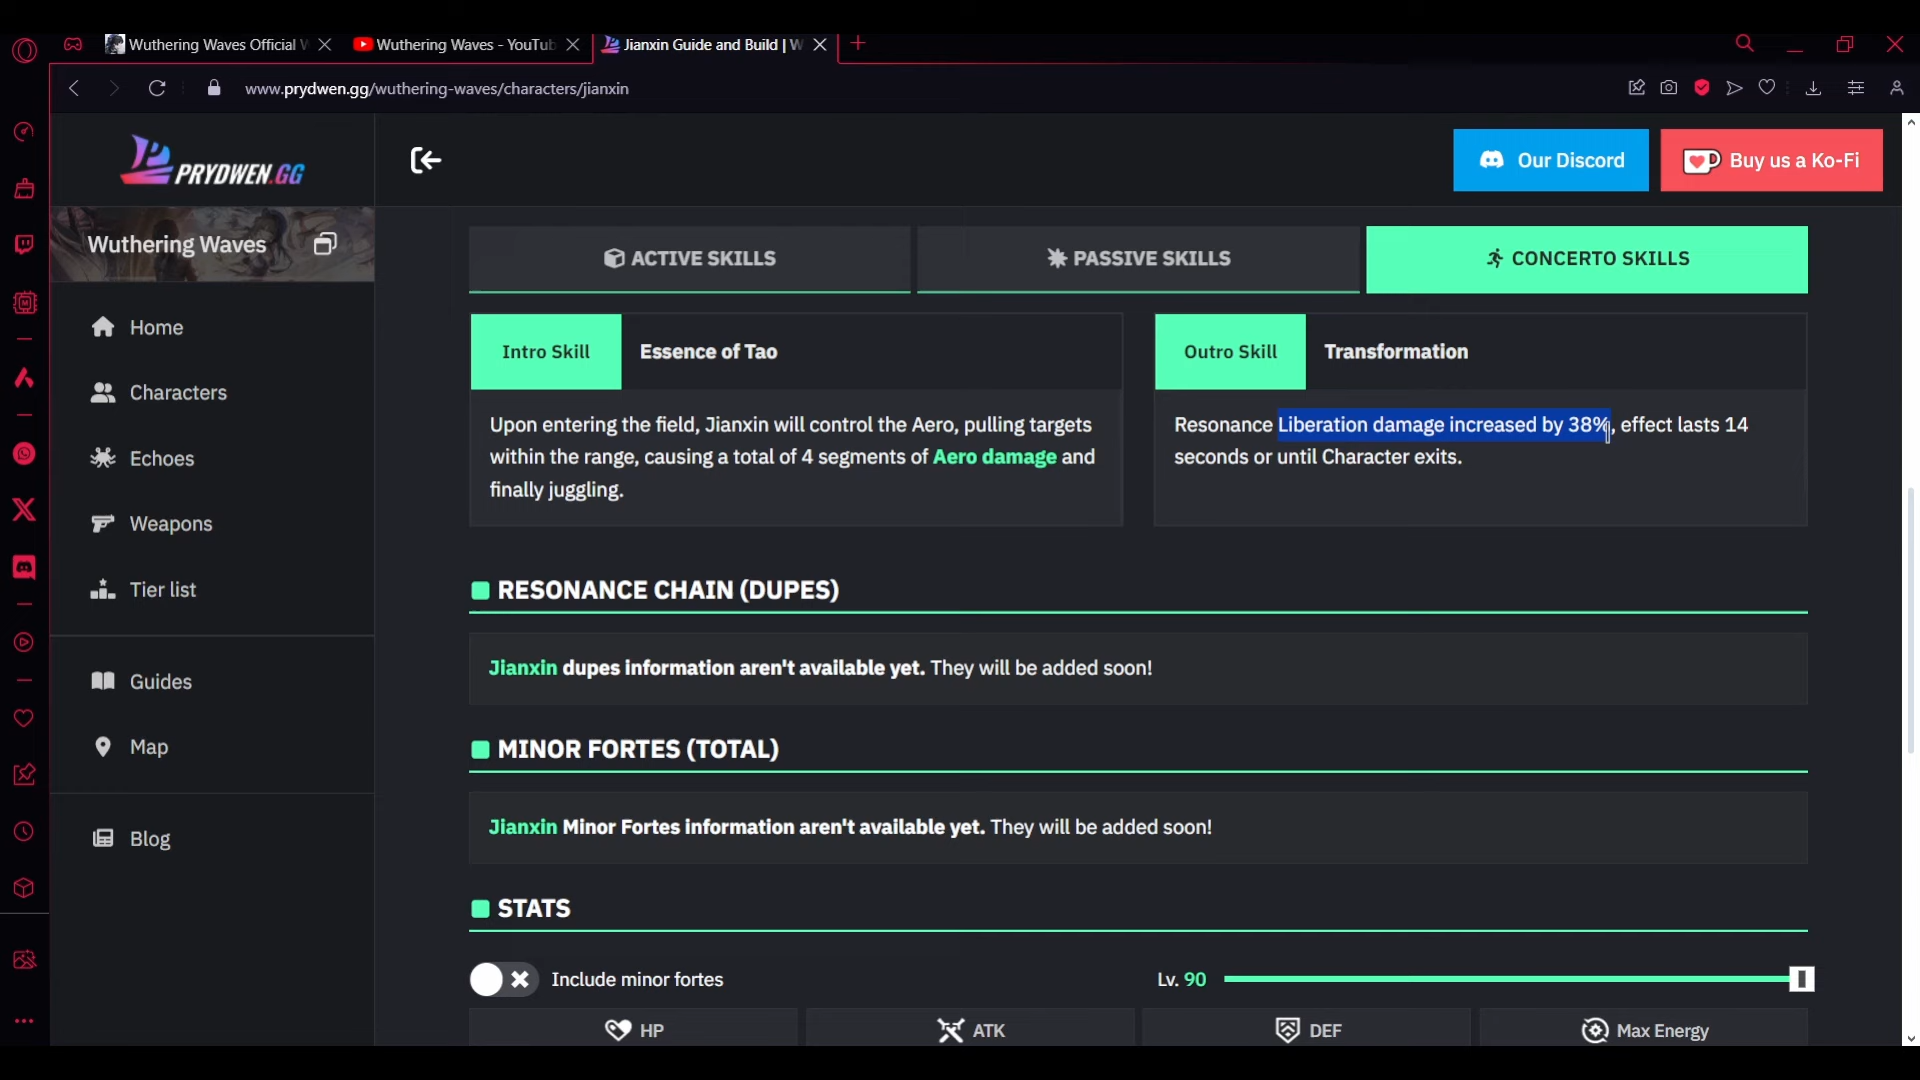 Wuthering Waves Official W
Wuthering Waves - YouTub
Jianxin Guide and Build | W
www.prydwen.gg/wuthering-waves/characters/jianxin
PRYDWEN.GG
Our Discord
Buy us a Ko-Fi
Wuthering Waves
Home
Characters
Echoes
Weapons
Tier list
Guides
Map
Blog
ACTIVE SKILLS
PASSIVE SKILLS
CONCERTO SKILLS
Intro Skill
Essence of Tao
Upon entering the field, Jianxin will control the Aero, pulling targets
within the range, causing a total of 4 segments of Aero damage and
finally juggling.
Outro Skill
Transformation
Resonance Liberation damage increased by 38%, effect lasts 14
seconds or until Character exits.
RESONANCE CHAIN (DUPES)
Jianxin dupes information aren't available yet. They will be added soon!
MINOR FORTES (TOTAL)
Jianxin Minor Fortes information aren't available yet. They will be added soon!
STATS
Include minor fortes
Lv. 90
HP
ATK
DEF
Max Energy